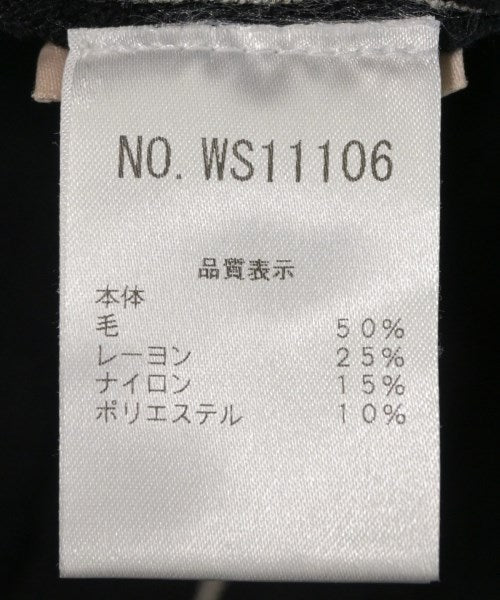 NO. WS11106
品質表示
本体
毛 50%
レーヨン 25%
ナイロン 15%
ポリエステル 10%